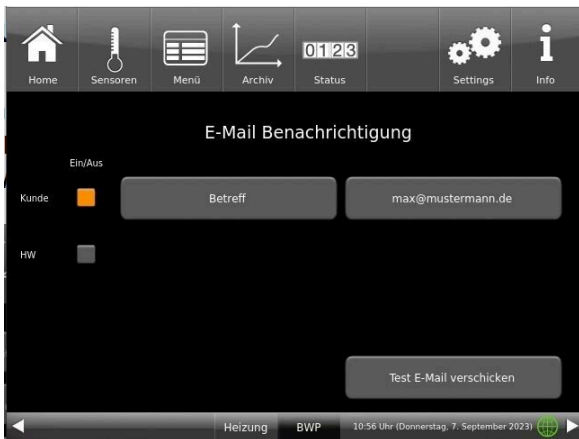 0123
Home Sensoren Menü Archiv Status Settings Info
E-Mail Benachrichtigung
Ein/Aus
Kunde Betreff max@mustermann.de
HW
Test E-Mail verschicken
Heizung BWP 10:56 Uhr (Donnerstag, 7. September 2023)